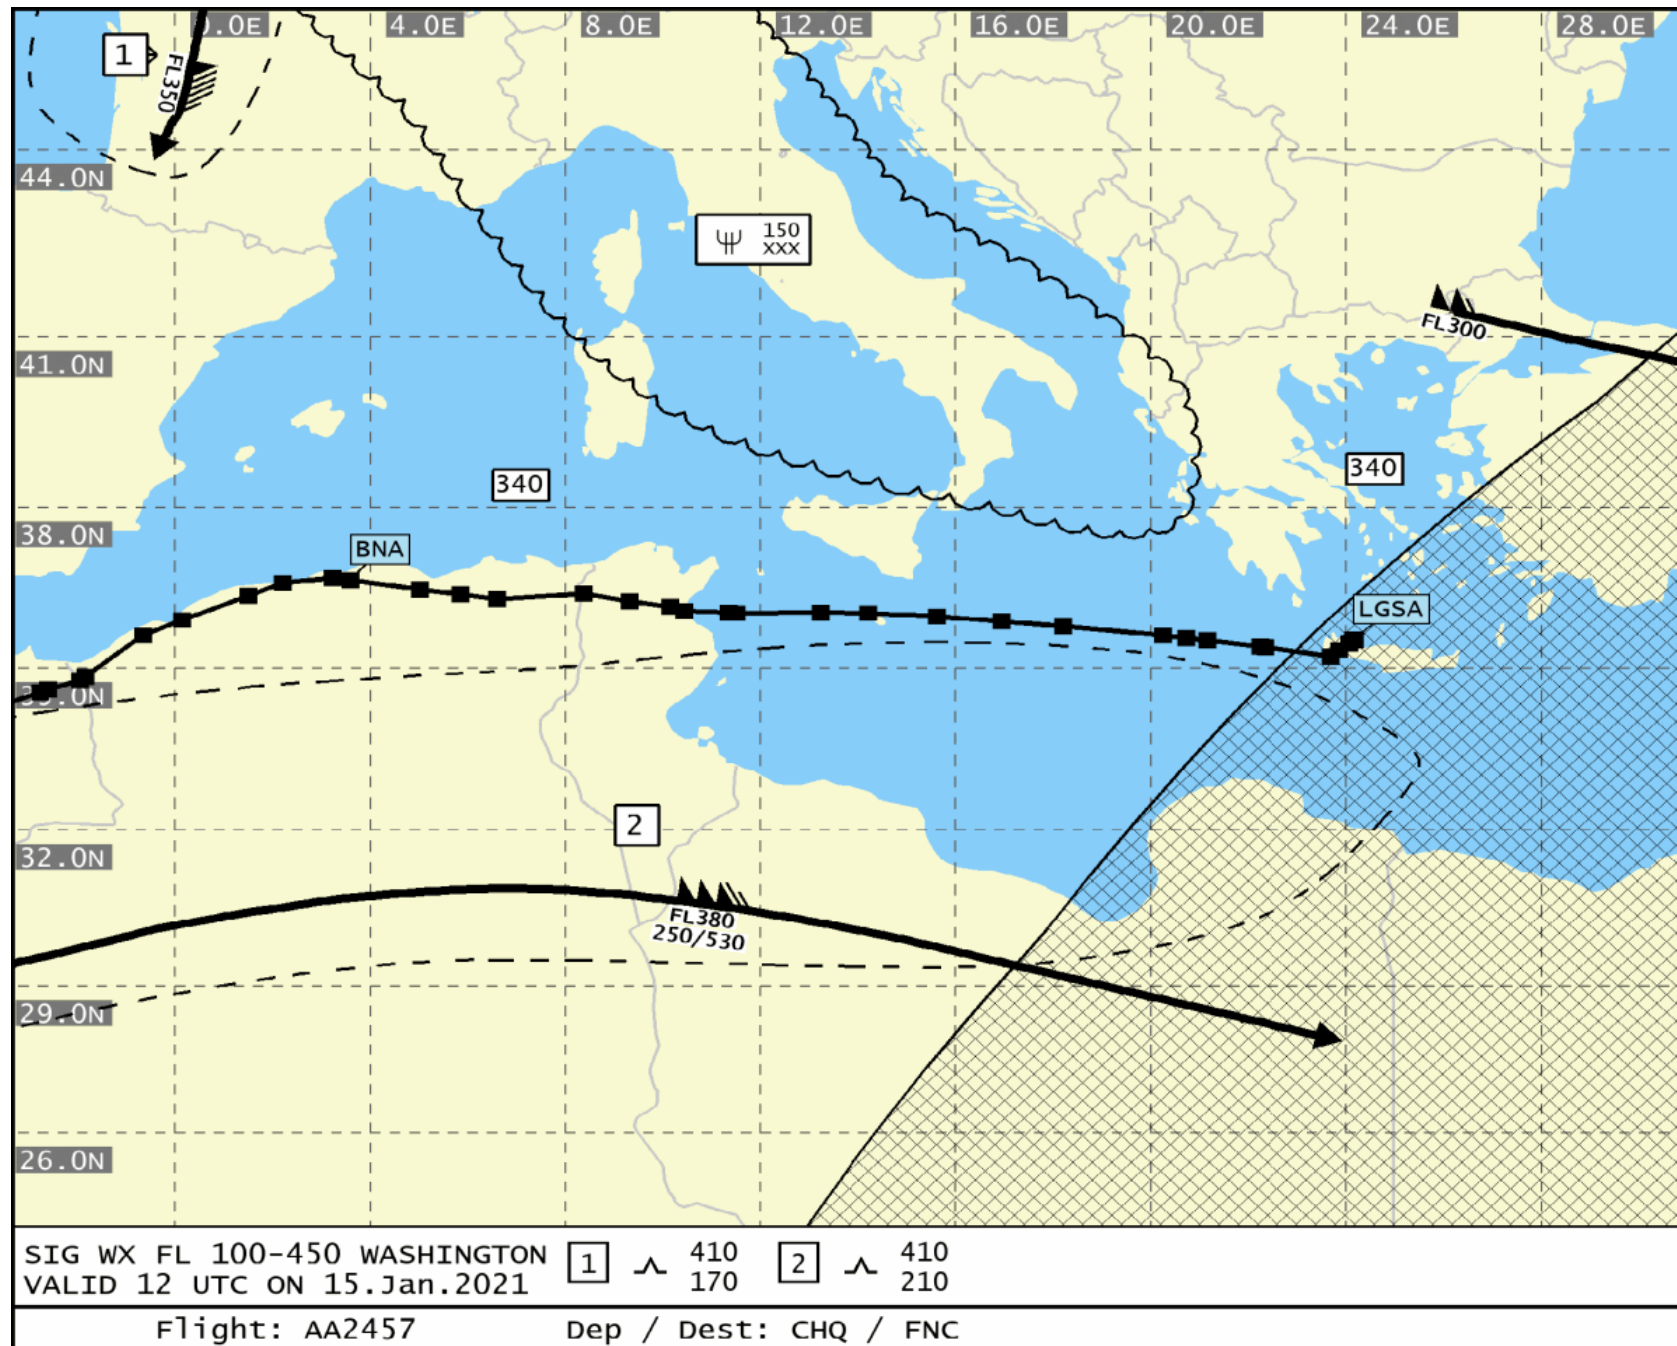 0.0E 4.0E 8.0E 12.0E 16.0E 20.0E 24.0E 28.0E
1
FL350
44.0N
150
XXX
FL300
41.0N
340
340
38.0N
BNA
LGSA
35.0N
2
32.0N
FL380
250/530
29.0N
26.0N
SIG WX FL 100-450 WASHINGTON
VALID 12 UTC ON 15.Jan.2021
1 410
170
2 410
210
Flight: AA2457 Dep / Dest: CHQ / FNC